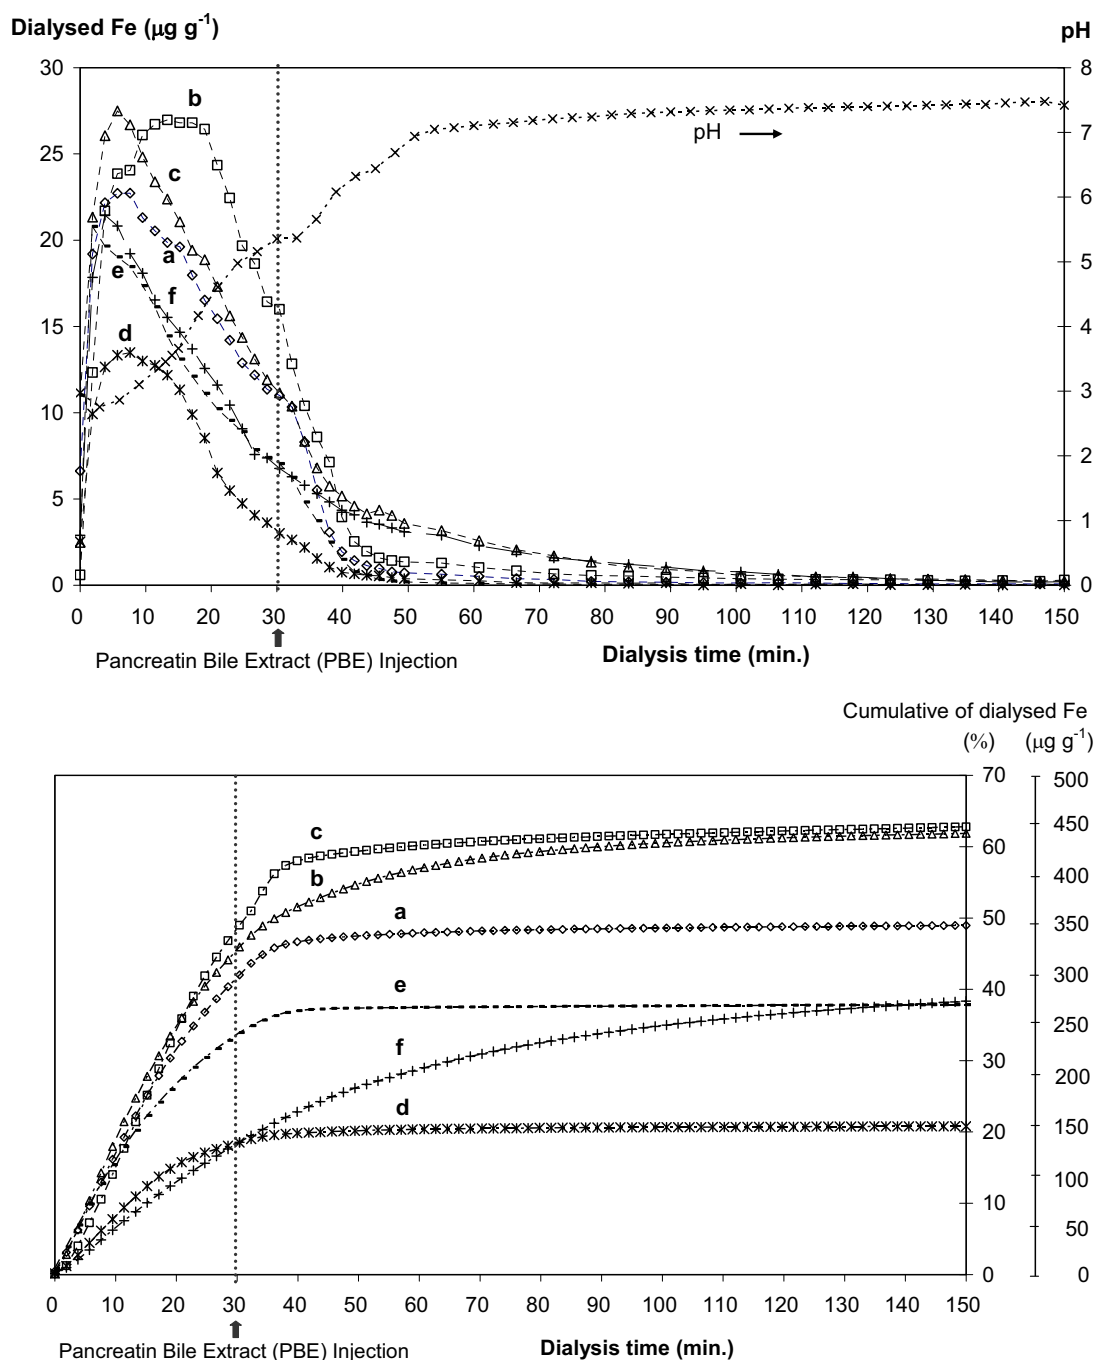 Dialysed Fe (µg g⁻¹) pH
30 8
b
25 7
pH
c
6
20 a 5
e f
15 4
d
3
10
2
5
1
0 0
0 10 20 30 40 50 60 72 80 90 100 110 120 130 140 150
Pancreatin Bile Extract (PBE) Injection Dialysis time (min.)
Cumulative of dialysed Fe
(%) (µg g⁻¹)
70 500
450
c 60
b 400
a 50 350
300
e 40
250
f 30 200
d 20 150
100
10
50
0 0
0 10 20 30 40 50 60 70 80 90 100 110 120 130 140 150
Pancreatin Bile Extract (PBE) Injection Dialysis time (min.)